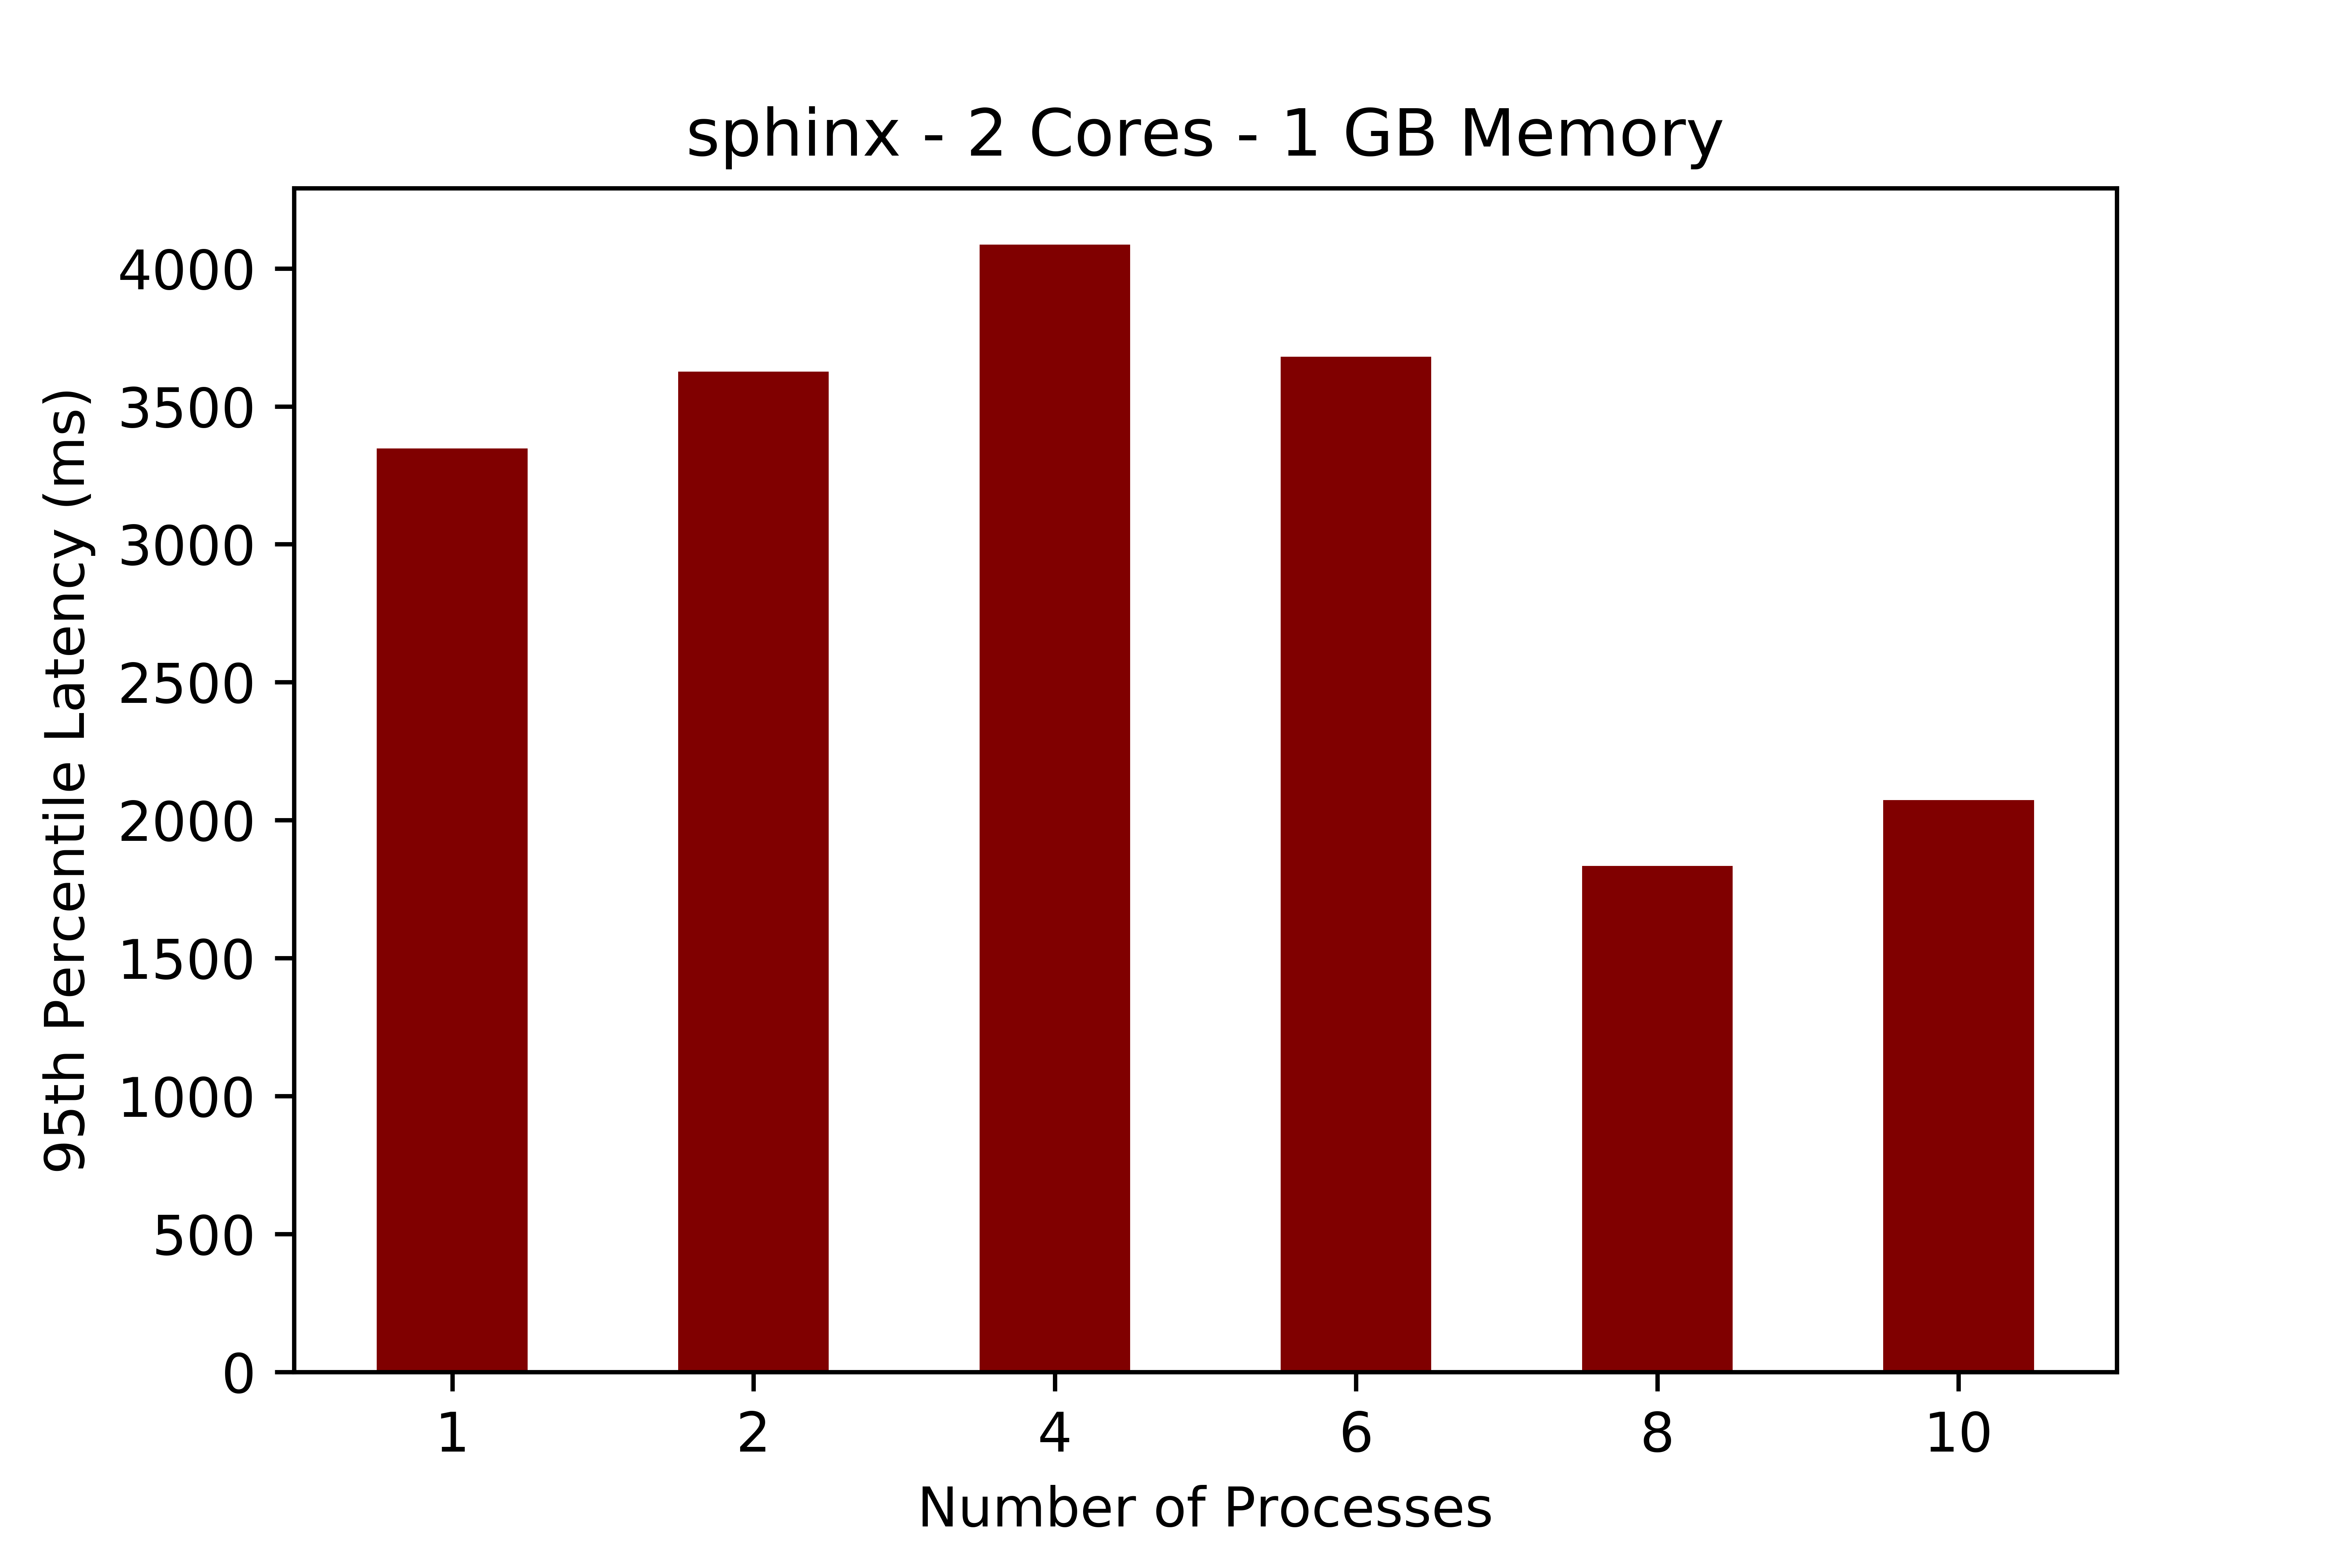 sphinx - 2 Cores - 1 GB Memory
95th Percentile Latency (ms)
4000
3500
3000
2500
2000
1500
1000
500
0
1 2 4 6 8 10
Number of Processes